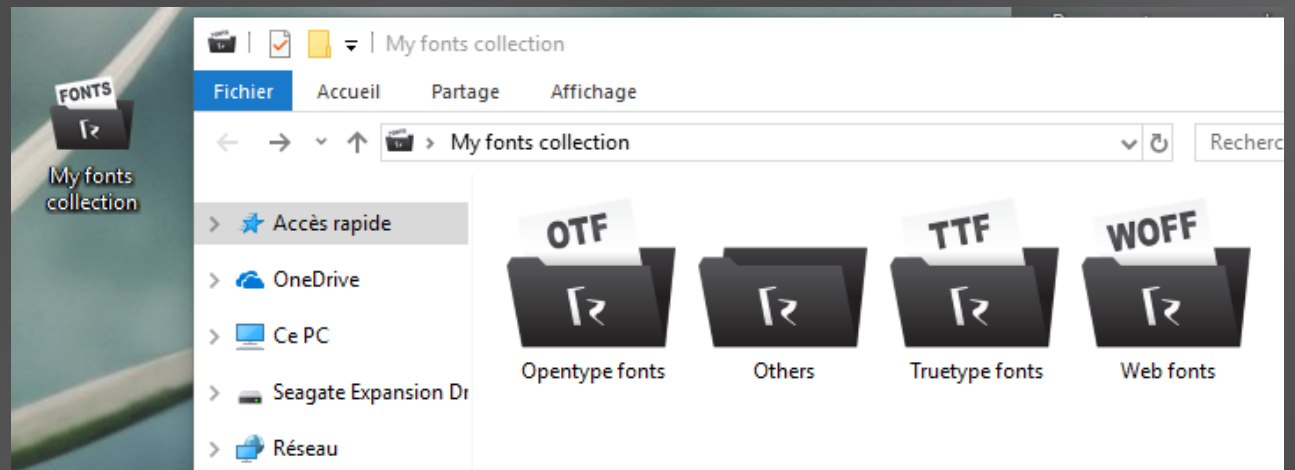 My fonts collection
Fichier Accueil Partage Affichage
My fonts collection
Recherc
FONTS
My fonts
collection
Accès rapide
OneDrive
Ce PC
Seagate Expansion Dr
Réseau
OTF
TTF
WOFF
Opentype fonts
Others
Truetype fonts
Web fonts